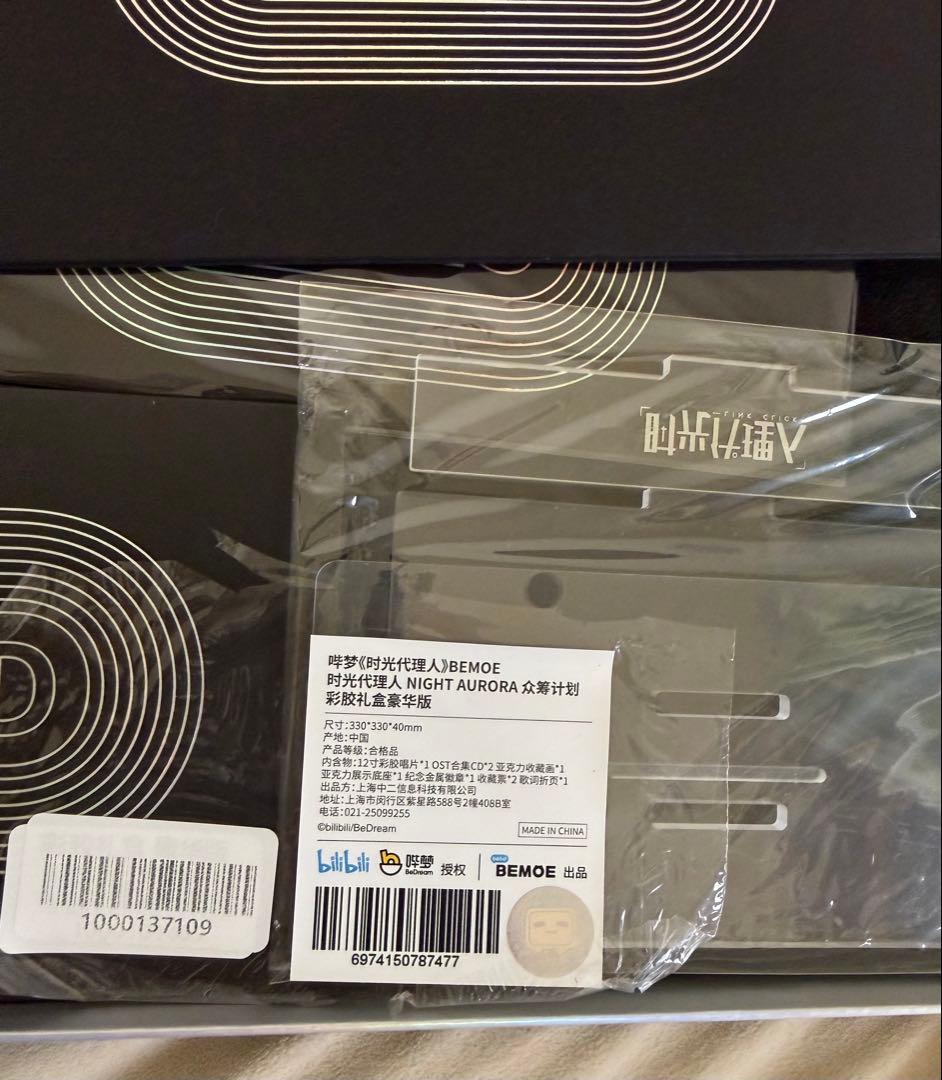 时光代理人
LINK CLICK
哔梦《时光代理人》BEMOE
时光代理人 NIGHT AURORA 众筹计划
彩胶礼盒豪华版
尺寸:330*330*40mm
产地:中国
产品等级:合格品
内含物:12寸彩胶唱片*1 OST合集CD*2 亚克力收藏画*1
亚克力展示底座*1 纪念金属徽章*1 收藏票*2 歌词折页*1
出品方:上海中二信息科技有限公司
地址:上海市闵行区紫星路588号2幢408B室
电话:021-25099255
©bilibili/BeDream
MADE IN CHINA
bilibili 哔梦 BeDream 授权 | BEMOE 出品
6974150787477
1000137109